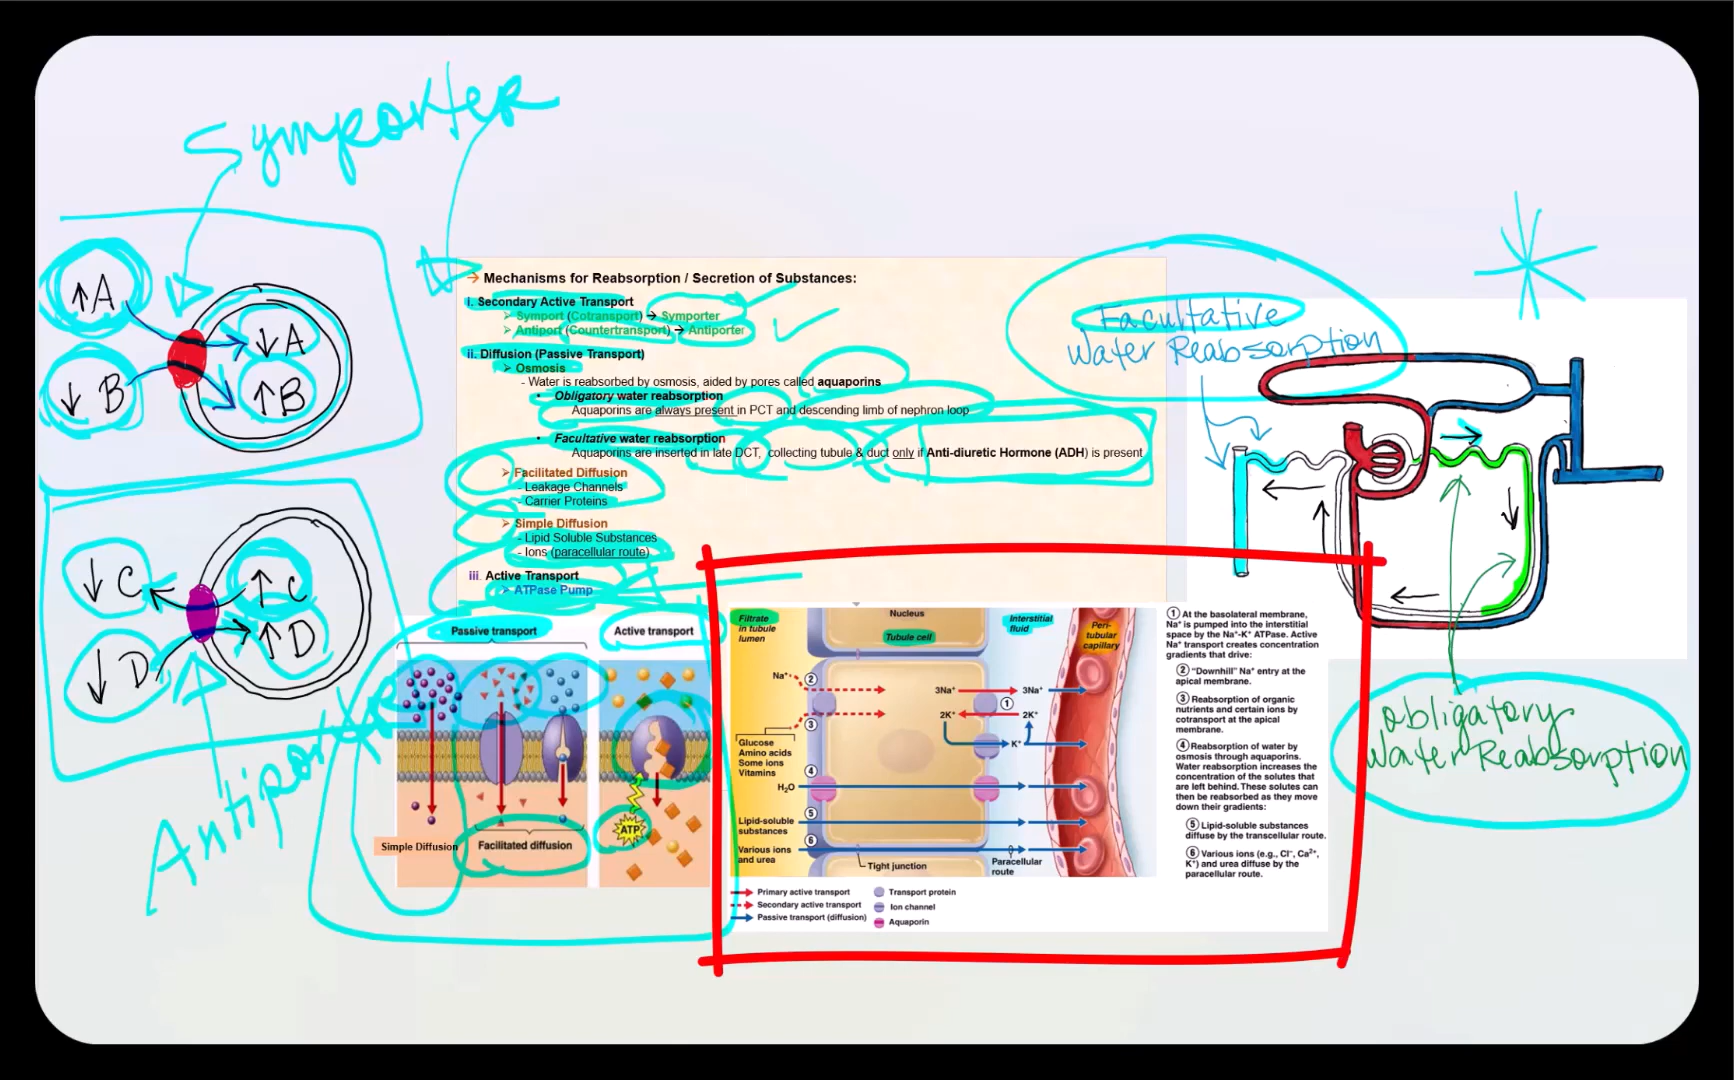 Symporter
↑A
↓A
↓ B
↑B
→ Mechanisms for Reabsorption / Secretion of Substances:
i. Secondary Active Transport
➢ Symport (Cotransport) → Symporter
➢ Antiport (Countertransport) → Antiporter
ii. Diffusion (Passive Transport)
➢ Osmosis
- Water is reabsorbed by osmosis, aided by pores called aquaporins
• Obligatory water reabsorption
Aquaporins are always present in PCT and descending limb of nephron loop
• Facultative water reabsorption
Aquaporins are inserted in late DCT, collecting tubule & duct only if Anti-diuretic Hormone (ADH) is present
➢ Facilitated Diffusion
- Leakage Channels
- Carrier Proteins
➢ Simple Diffusion
- Lipid Soluble Substances
- Ions (paracellular route)
iii. Active Transport
➢ ATPase Pump
Facultative
Water Reabsorption
↓ C
↑ C
↓ D
↑ D
Antiporter
Passive transport
Active transport
ATP
Simple Diffusion
Facilitated diffusion
Filtrate
in tubule
lumen
Nucleus
Tubule cell
Interstitial
fluid
Peri-
tubular
capillary
Na⁺
2
3Na⁺
3Na⁺
1
2K⁺
2K⁺
3
K⁺
Glucose
Amino acids
Some ions
Vitamins
4
H₂O
5
Lipid-soluble
substances
6
Various ions
and urea
Tight junction
Paracellular
route
Primary active transport
Secondary active transport
Passive transport (diffusion)
Transport protein
Ion channel
Aquaporin
① At the basolateral membrane,
Na⁺ is pumped into the interstitial
space by the Na⁺-K⁺ ATPase. Active
Na⁺ transport creates concentration
gradients that drive:
② “Downhill” Na⁺ entry at the
apical membrane.
③ Reabsorption of organic
nutrients and certain ions by
cotransport at the apical
membrane.
④ Reabsorption of water by
osmosis through aquaporins.
Water reabsorption increases the
concentration of the solutes that
are left behind. These solutes can
then be reabsorbed as they move
down their gradients:
⑤ Lipid-soluble substances
diffuse by the transcellular route.
⑥ Various ions (e.g., Cl⁻, Ca²⁺,
K⁺) and urea diffuse by the
paracellular route.
obligatory
Water Reabsorption